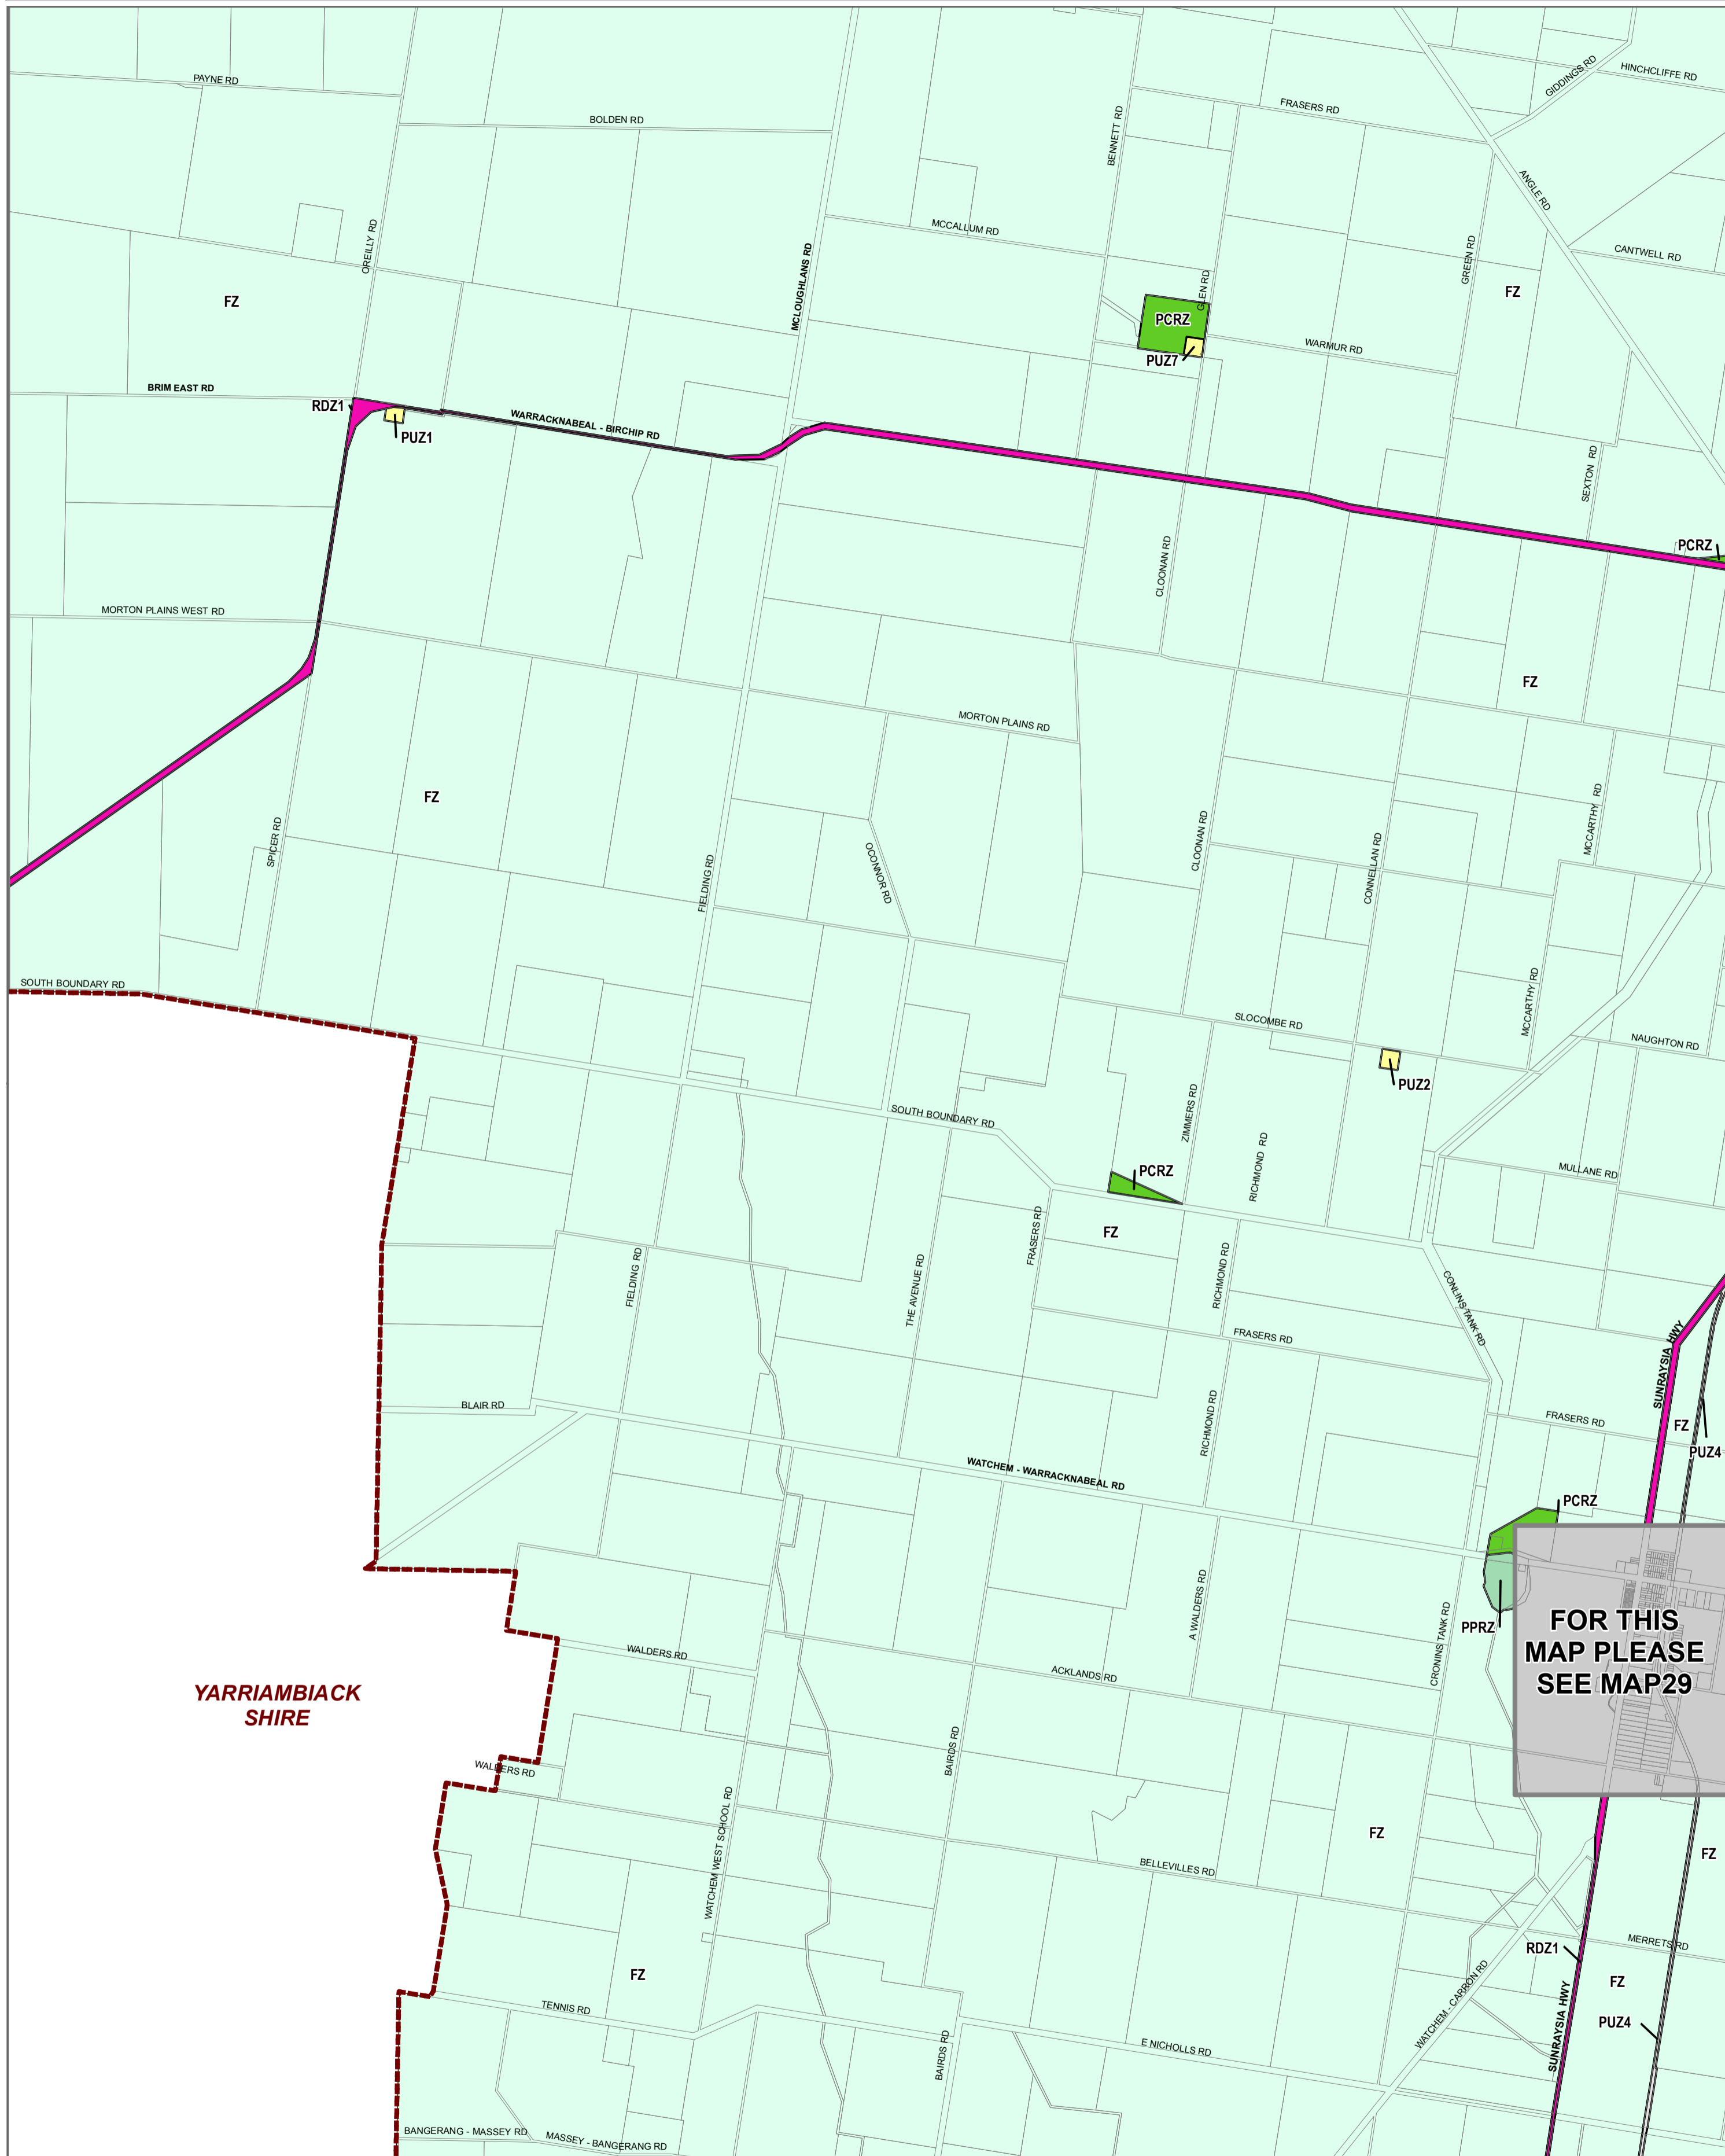 HINCHCLIFFE RD
GIDDINGS RD
PAYNE RD
FRASERS RD
BOLDEN RD
BENNETT RD
ANGLE RD
MCCALLUM RD
OREILLY RD
GREEN RD
CANTWELL RD
MCLOUGHLANS RD
GLEN RD
FZ
FZ
PCRZ
WARMUR RD
PUZ7
BRIM EAST RD
RDZ1
PUZ1
WARRACKNABEAL - BIRCHIP RD
SEXTON RD
PCRZ
CLOONAN RD
MORTON PLAINS WEST RD
FZ
MORTON PLAINS RD
FZ
MCCARTHY RD
SPICER RD
CLOONAN RD
OCONNOR RD
CONNELLAN RD
FIELDING RD
SOUTH BOUNDARY RD
MCCARTHY RD
SLOCOMBE RD
NAUGHTON RD
PUZ2
SOUTH BOUNDARY RD
ZIMMERS RD
RICHMOND RD
PCRZ
MULLANE RD
FRASERS RD
FZ
FIELDING RD
THE AVENUE RD
RICHMOND RD
CONLINS TANK RD
FRASERS RD
SUNRAYSIA HWY
BLAIR RD
RICHMOND RD
FRASERS RD
FZ
PUZ4
WATCHEM - WARRACKNABEAL RD
PCRZ
A WALDERS RD
CRONINS TANK RD
PPRZ
FOR THIS
MAP PLEASE
SEE MAP29
WALDERS RD
ACKLANDS RD
YARRIAMBIACK
SHIRE
BAIRDS RD
WALDERS RD
WATCHEM WEST SCHOOL RD
FZ
FZ
BELLEVILLES RD
MERRETS RD
RDZ1
FZ
FZ
WATCHEM - CARRON RD
TENNIS RD
SUNRAYSIA HWY
PUZ4
BAIRDS RD
E NICHOLLS RD
BANGERANG - MASSEY RD
MASSEY - BANGERANG RD